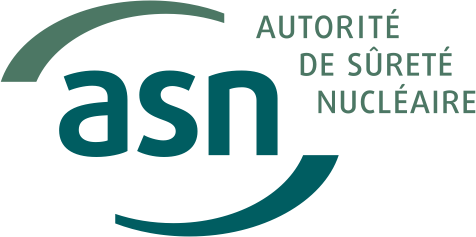 asn
AUTORITÉ
DE SÛRETÉ
NUCLÉAIRE